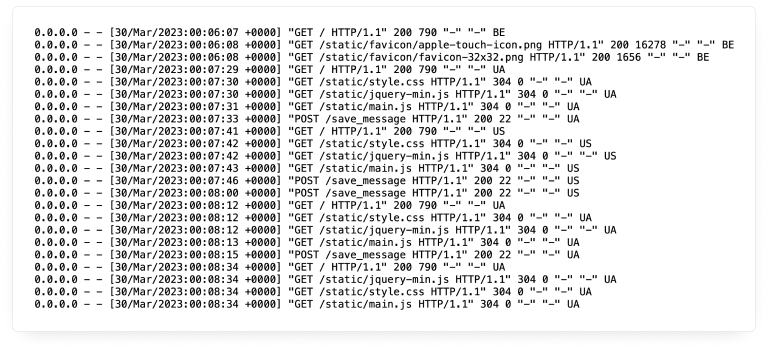 0.0.0.0 - - [30/Mar/2023:00:06:07 +0000] "GET / HTTP/1.1" 200 790 "-" "-" BE
0.0.0.0 - - [30/Mar/2023:00:06:08 +0000] "GET /static/favicon/apple-touch-icon.png HTTP/1.1" 200 16278 "-" "-" BE
0.0.0.0 - - [30/Mar/2023:00:06:08 +0000] "GET /static/favicon/favicon-32x32.png HTTP/1.1" 200 1656 "-" "-" BE
0.0.0.0 - - [30/Mar/2023:00:07:29 +0000] "GET / HTTP/1.1" 200 790 "-" "-" UA
0.0.0.0 - - [30/Mar/2023:00:07:30 +0000] "GET /static/style.css HTTP/1.1" 304 0 "-" "-" UA
0.0.0.0 - - [30/Mar/2023:00:07:30 +0000] "GET /static/jquery-min.js HTTP/1.1" 304 0 "-" "-" UA
0.0.0.0 - - [30/Mar/2023:00:07:31 +0000] "GET /static/main.js HTTP/1.1" 304 0 "-" "-" UA
0.0.0.0 - - [30/Mar/2023:00:07:33 +0000] "POST /save_message HTTP/1.1" 200 22 "-" "-" UA
0.0.0.0 - - [30/Mar/2023:00:07:41 +0000] "GET / HTTP/1.1" 200 790 "-" "-" US
0.0.0.0 - - [30/Mar/2023:00:07:42 +0000] "GET /static/style.css HTTP/1.1" 304 0 "-" "-" US
0.0.0.0 - - [30/Mar/2023:00:07:42 +0000] "GET /static/jquery-min.js HTTP/1.1" 304 0 "-" "-" US
0.0.0.0 - - [30/Mar/2023:00:07:43 +0000] "GET /static/main.js HTTP/1.1" 304 0 "-" "-" US
0.0.0.0 - - [30/Mar/2023:00:07:46 +0000] "POST /save_message HTTP/1.1" 200 22 "-" "-" US
0.0.0.0 - - [30/Mar/2023:00:08:00 +0000] "POST /save_message HTTP/1.1" 200 22 "-" "-" US
0.0.0.0 - - [30/Mar/2023:00:08:12 +0000] "GET / HTTP/1.1" 200 790 "-" "-" UA
0.0.0.0 - - [30/Mar/2023:00:08:12 +0000] "GET /static/style.css HTTP/1.1" 304 0 "-" "-" UA
0.0.0.0 - - [30/Mar/2023:00:08:12 +0000] "GET /static/jquery-min.js HTTP/1.1" 304 0 "-" "-" UA
0.0.0.0 - - [30/Mar/2023:00:08:13 +0000] "GET /static/main.js HTTP/1.1" 304 0 "-" "-" UA
0.0.0.0 - - [30/Mar/2023:00:08:15 +0000] "POST /save_message HTTP/1.1" 200 22 "-" "-" UA
0.0.0.0 - - [30/Mar/2023:00:08:34 +0000] "GET / HTTP/1.1" 200 790 "-" "-" UA
0.0.0.0 - - [30/Mar/2023:00:08:34 +0000] "GET /static/jquery-min.js HTTP/1.1" 304 0 "-" "-" UA
0.0.0.0 - - [30/Mar/2023:00:08:34 +0000] "GET /static/style.css HTTP/1.1" 304 0 "-" "-" UA
0.0.0.0 - - [30/Mar/2023:00:08:34 +0000] "GET /static/main.js HTTP/1.1" 304 0 "-" "-" UA